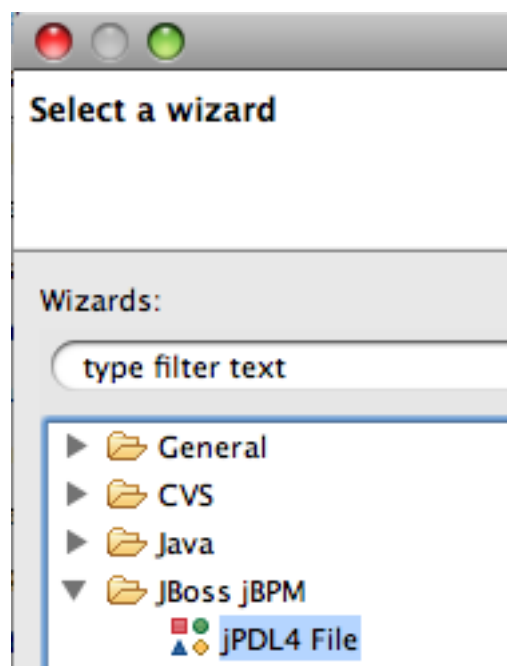 Select a wizard
Wizards:
type filter text
General
CVS
Java
JBoss jBPM
jPDL4 File